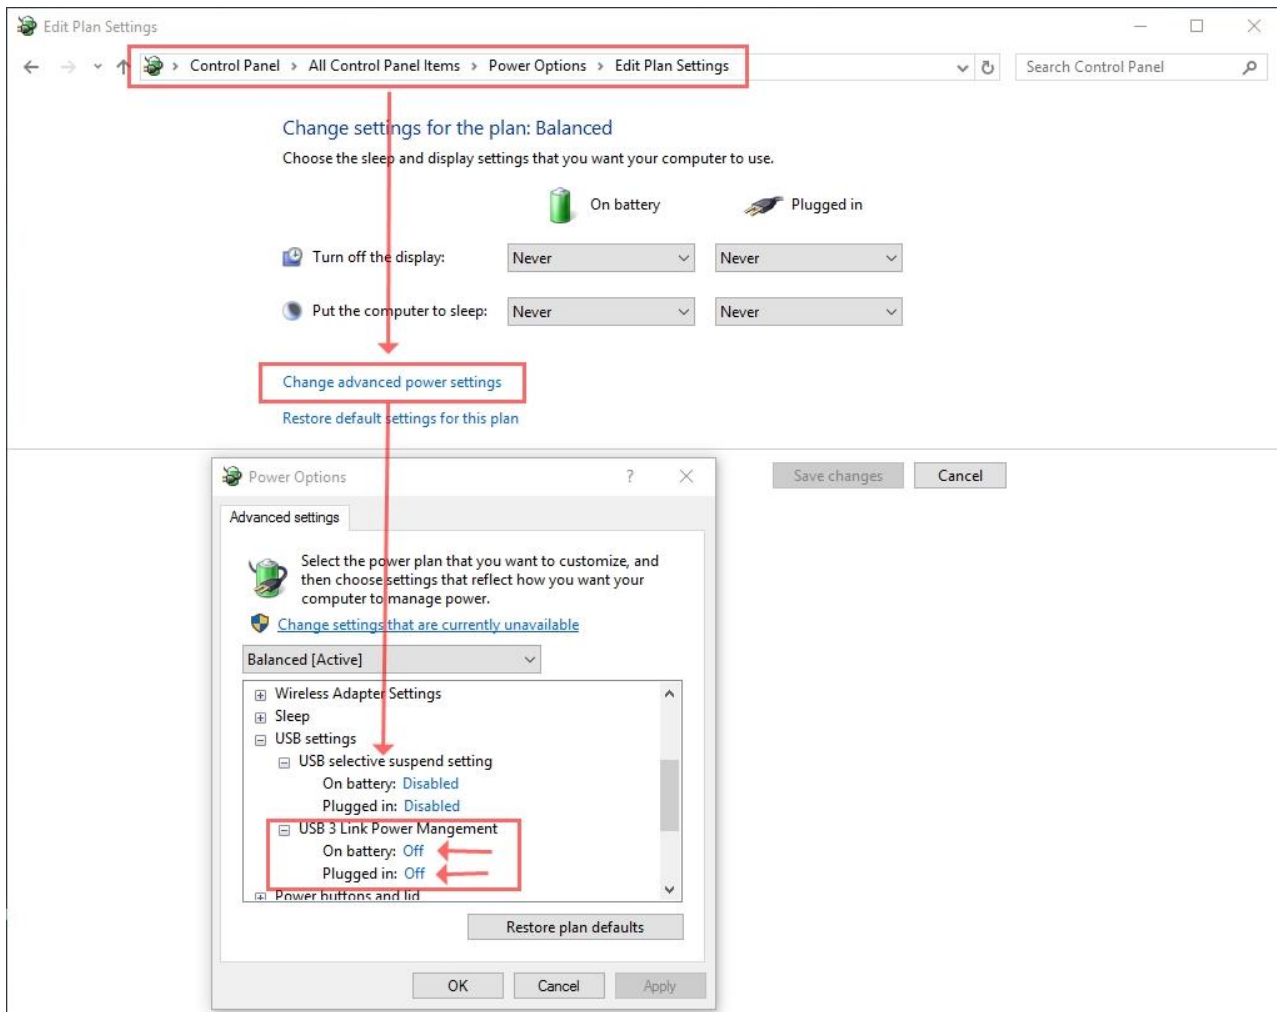 Edit Plan Settings
Control Panel > All Control Panel Items > Power Options > Edit Plan Settings
Search Control Panel
Change settings for the plan: Balanced
Choose the sleep and display settings that you want your computer to use.
On battery
Plugged in
Turn off the display:
Never
Never
Put the computer to sleep:
Never
Never
Change advanced power settings
Restore default settings for this plan
Save changes
Cancel
Power Options
?
Advanced settings
Select the power plan that you want to customize, and
then choose settings that reflect how you want your
computer to manage power.
Change settings that are currently unavailable
Balanced [Active]
Wireless Adapter Settings
Sleep
USB settings
USB selective suspend setting
On battery: Disabled
Plugged in: Disabled
USB 3 Link Power Mangement
On battery: Off
Plugged in: Off
Power buttons and lid
Restore plan defaults
OK
Cancel
Apply